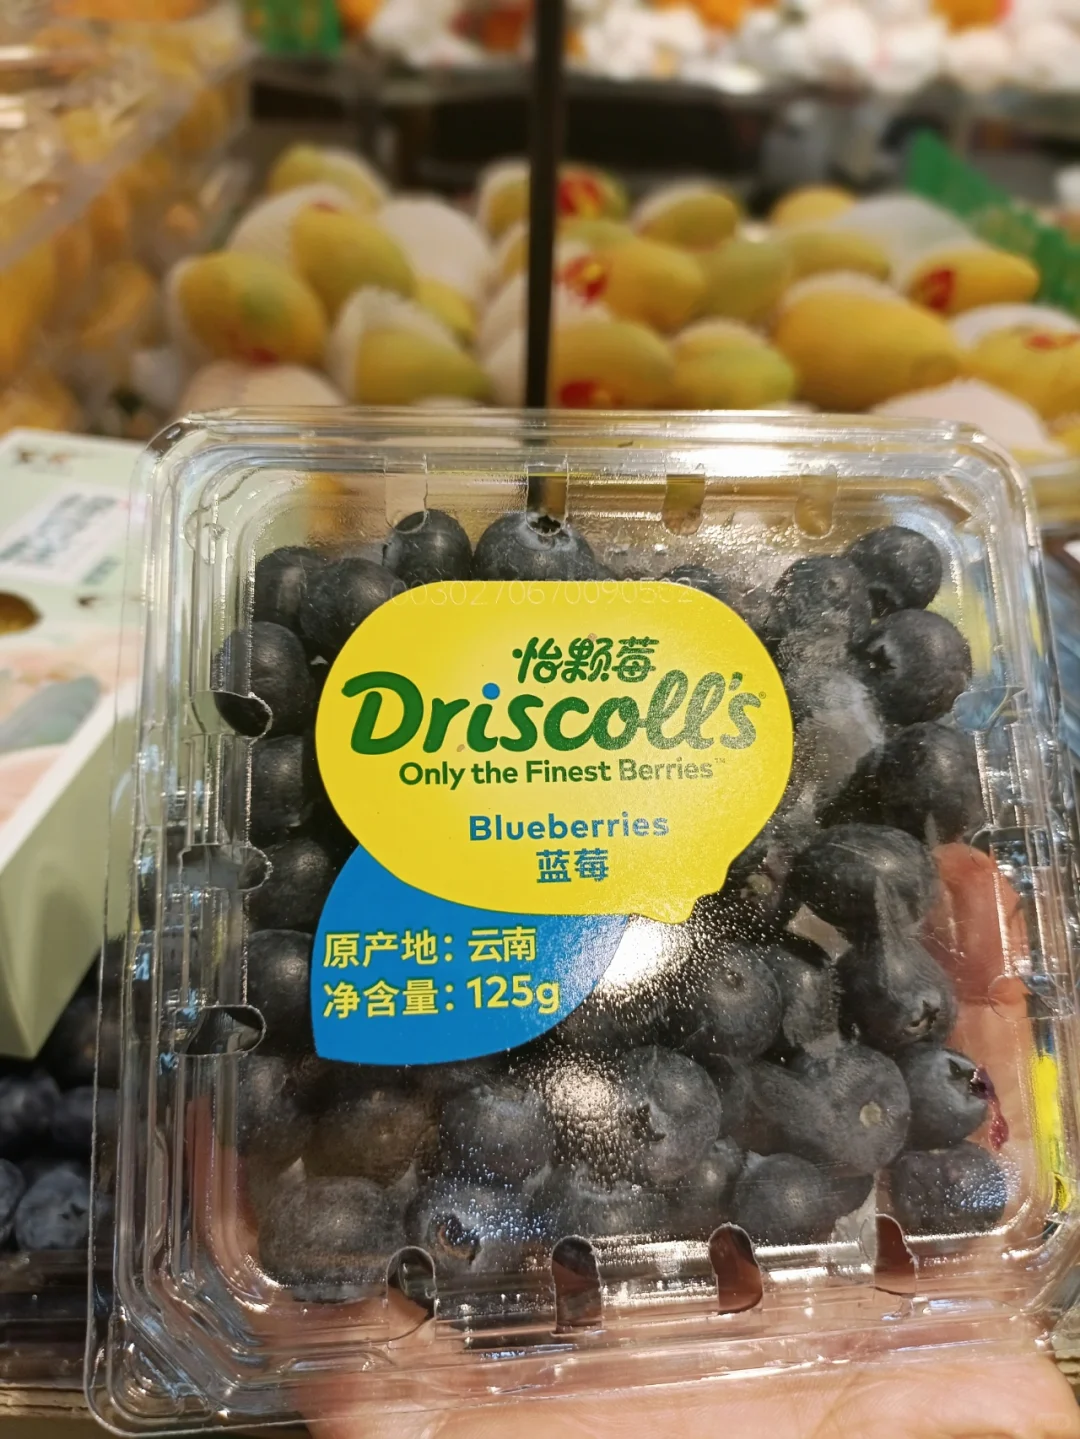 怡颗莓
Driscoll's®
Only the Finest Berries™
Blueberries
蓝莓
原产地：云南
净含量：125g